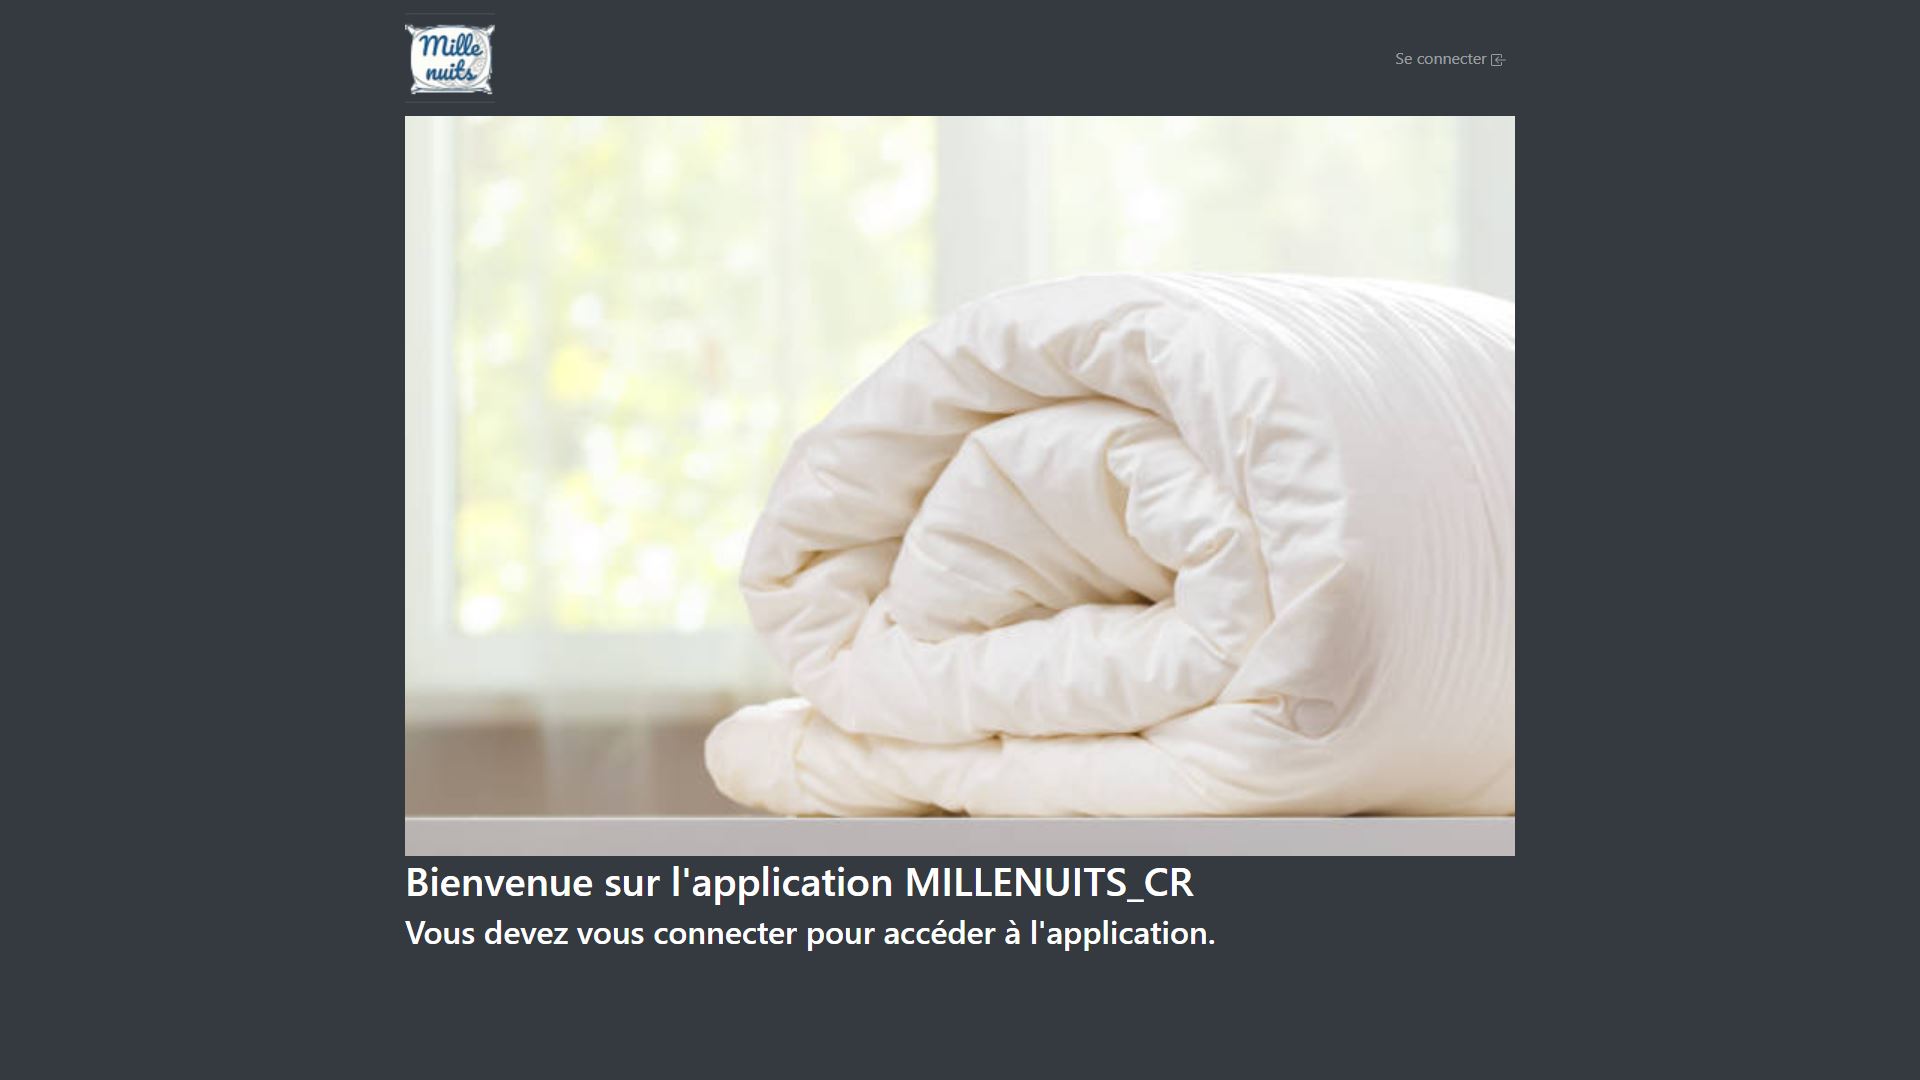 Mille
nuits
Se connecter
Bienvenue sur l'application MILLENUITS_CR
Vous devez vous connecter pour accéder à l'application.